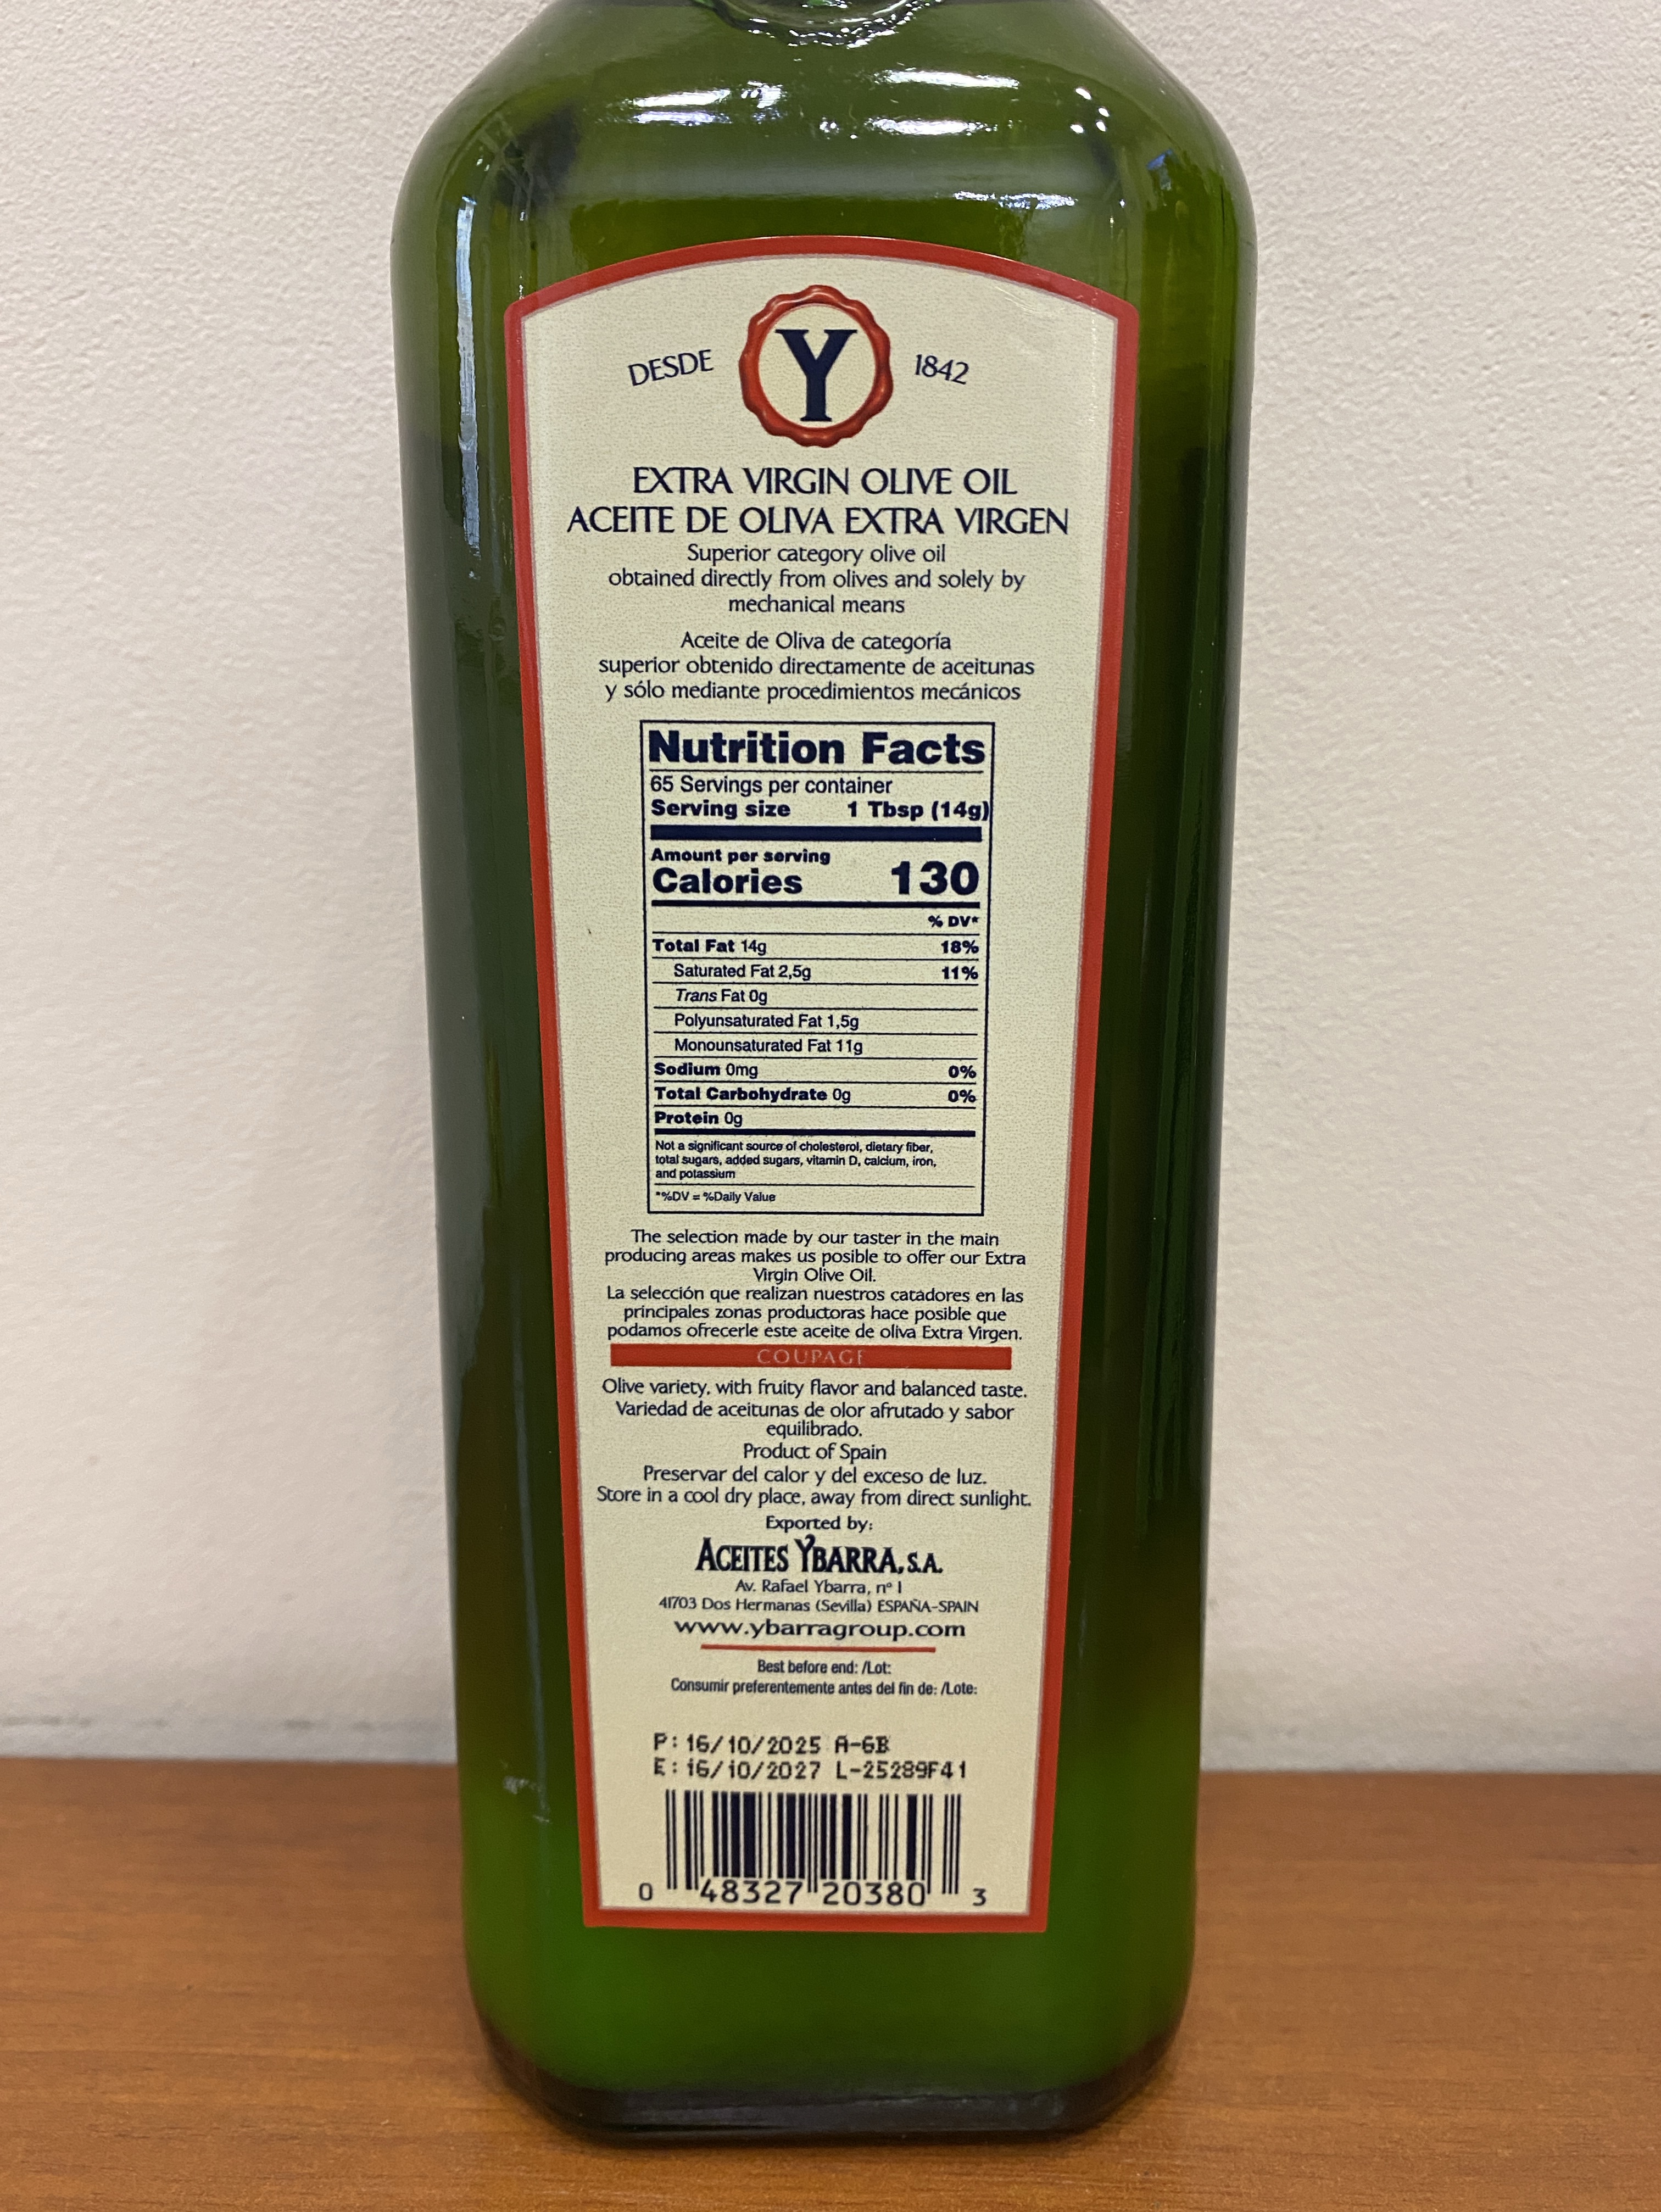 DESDE Y 1842
EXTRA VIRGIN OLIVE OIL
ACEITE DE OLIVA EXTRA VIRGEN
Superior category olive oil
obtained directly from olives and solely by
mechanical means
Aceite de Oliva de categoría
superior obtenido directamente de aceitunas
y sólo mediante procedimientos mecánicos
Nutrition Facts
65 Servings per container
Serving size 1 Tbsp (14g)
Amount per serving
Calories 130
% DV*
Total Fat 14g 18%
Saturated Fat 2,5g 11%
Trans Fat 0g
Polyunsaturated Fat 1,5g
Monounsaturated Fat 11g
Sodium 0mg 0%
Total Carbohydrate 0g 0%
Protein 0g
Not a significant source of cholesterol, dietary fiber,
total sugars, added sugars, vitamin D, calcium, iron,
and potassium
*%DV = %Daily Value
The selection made by our taster in the main
producing areas makes us posible to offer our Extra
Virgin Olive Oil.
La selección que realizan nuestros catadores en las
principales zonas productoras hace posible que
podamos ofrecerle este aceite de oliva Extra Virgen.
COUPAGE
Olive variety, with fruity flavor and balanced taste.
Variedad de aceitunas de olor afrutado y sabor
equilibrado.
Product of Spain
Preservar del calor y del exceso de luz.
Store in a cool dry place, away from direct sunlight.
Exported by:
ACEITES YBARRA, S.A.
Av. Rafael Ybarra, nº 1
41703 Dos Hermanas (Sevilla) ESPAÑA-SPAIN
www.ybarragroup.com
Best before end: /Lot:
Consumir preferentemente antes del fin de: /Lote:
P: 16/10/2025 A-6B
E: 16/10/2027 L-25289F41
0 48327 20380 3